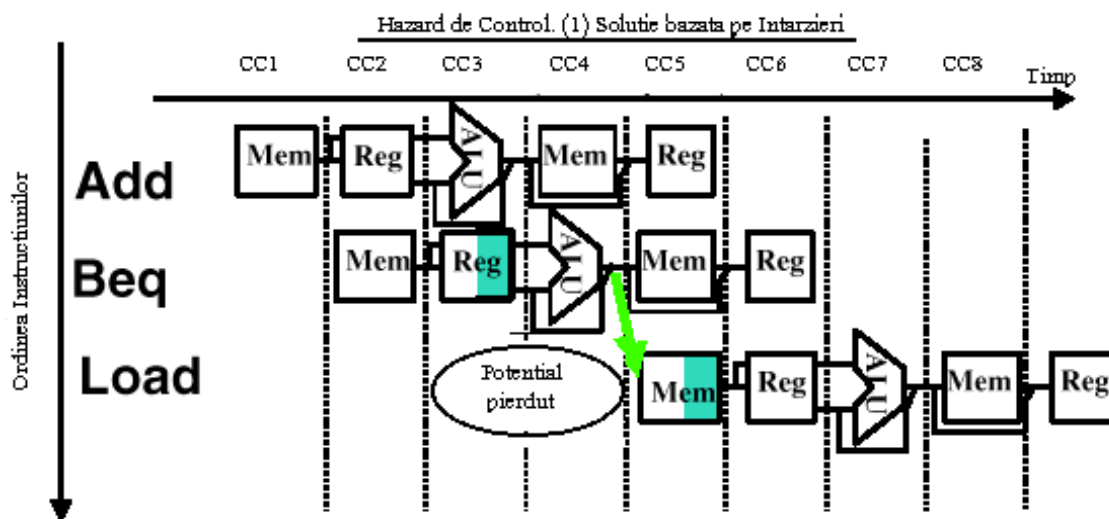 Hazard de Control. (1) Solutie bazata pe Intarzieri
CC1 CC2 CC3 CC4 CC5 CC6 CC7 CC8
Timp
Ordinea Instructiunilor
Add
Mem Reg ALU Mem Reg
Beq
Mem Reg ALU Mem Reg
Load
Potential
pierdut
Mem Reg ALU Mem Reg